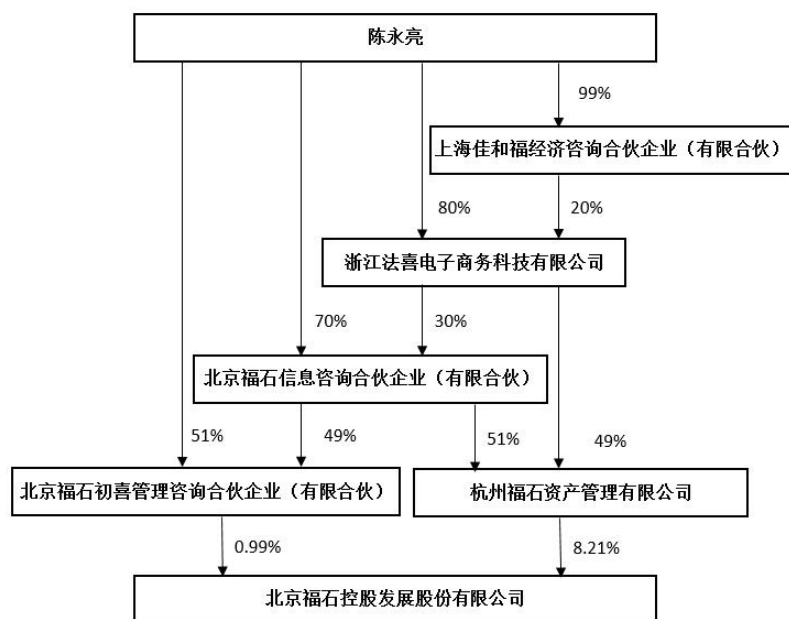 陈永亮
99%
上海佳和福经济咨询合伙企业（有限合伙）
80%
20%
浙江法喜电子商务科技有限公司
70%
30%
北京福石信息咨询合伙企业（有限合伙）
51%
49%
51%
49%
北京福石初喜管理咨询合伙企业（有限合伙）
杭州福石资产管理有限公司
0.99%
8.21%
北京福石控股发展股份有限公司